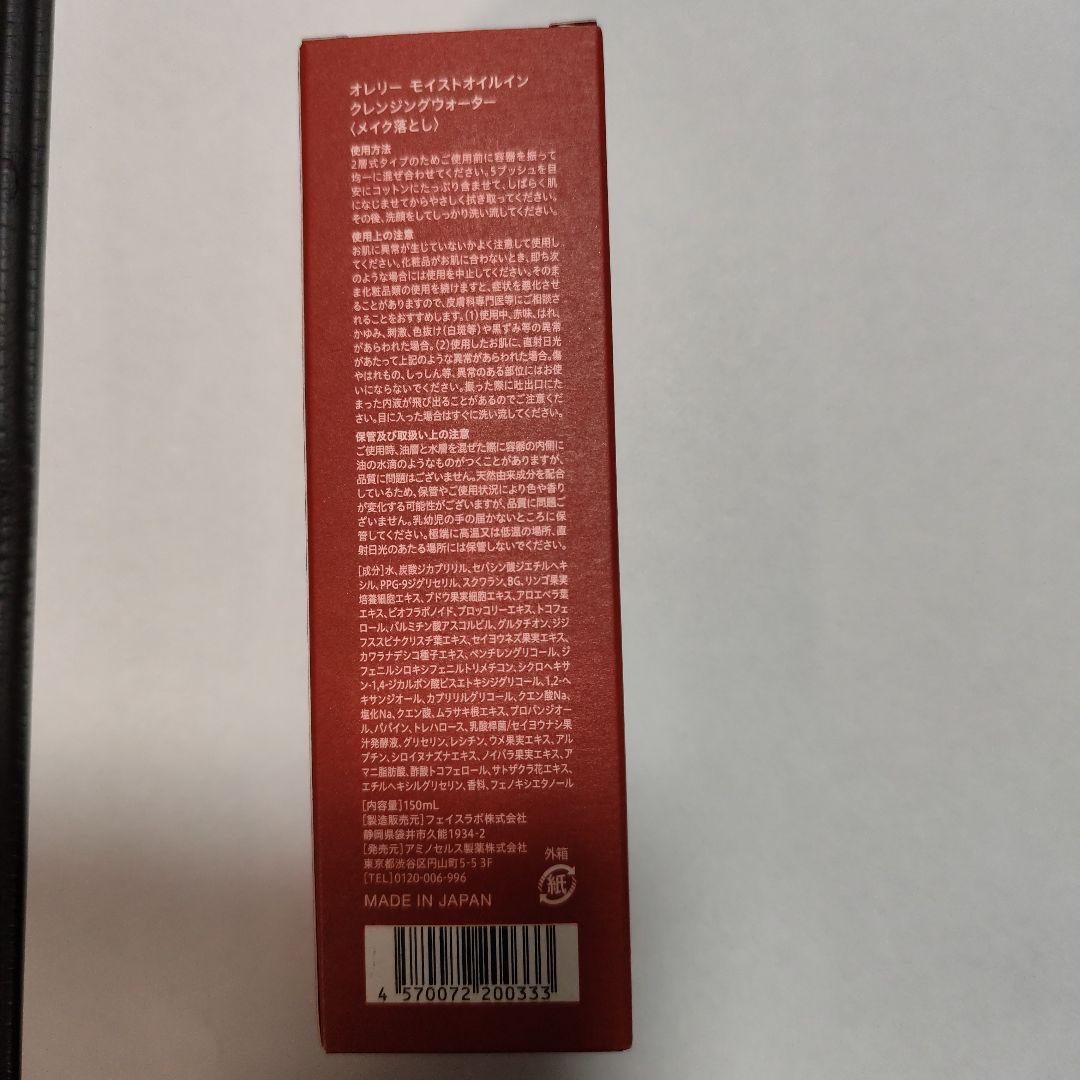 オレリー モイストオイルイン
クレンジングウォーター
〈メイク落とし〉
使用方法
2層式タイプのためご使用前に容器を振って
均一に混ぜ合わせてください。5プッシュを目
安にコットンにたっぷり含ませて、しばらく肌
になじませてからやさしく拭き取ってください。
その後、洗顔をしてしっかり洗い流してください。
使用上の注意
お肌に異常が生じていないかよく注意して使用し
てください。化粧品がお肌に合わないとき、即ち次
のような場合には使用を中止してください。そのま
ま化粧品類の使用を続けますと、症状を悪化させ
ることがありますので、皮膚科専門医等にご相談さ
れることをおすすめします。(1)使用中、赤味、はれ、
かゆみ、刺激、色抜け(白斑等)や黒ずみ等の異常
があらわれた場合。(2)使用したお肌に、直射日光
があたって上記のような異常があらわれた場合。傷
やはれもの、しっしん等、異常のある部位にはお使
いにならないでください。振った際に吐出口にた
まった内液が飛び出ることがあるのでご注意くだ
さい。目に入った場合はすぐに洗い流してください。
保管及び取扱い上の注意
ご使用時、油層と水層を混ぜた際に容器の内側に
油の水滴のようなものがつくことがありますが、
品質に問題はございません。天然由来成分を配合
しているため、保管やご使用状況により色や香り
が変化する可能性がございますが、品質に問題ご
ざいません。乳幼児の手の届かないところに保
管してください。極端に高温又は低温の場所、直
射日光のあたる場所には保管しないでください。
[成分]水、炭酸ジカプリリル、セバシン酸ジエチルヘキ
シル、PPG-9ジグリセリル、スクワラン、BG、リンゴ果実
培養細胞エキス、ブドウ果実細胞エキス、アロエベラ葉
エキス、ビオフラボノイド、ブロッコリーエキス、トコフェ
ロール、パルミチン酸アスコルビル、グルタチオン、ジジ
フススピナクリスチ葉エキス、セイヨウネズ果実エキス、
カワラナデシコ種子エキス、ペンチレングリコール、ジ
フェニルシロキシフェニルトリメチコン、シクロヘキサ
ン-1,4-ジカルボン酸ビスエトキシジグリコール、1,2-ヘ
キサンジオール、カプリリルグリコール、クエン酸Na、
塩化Na、クエン酸、ムラサキ根エキス、プロパンジオー
ル、パパイン、トレハロース、乳酸桿菌/セイヨウナシ果
汁発酵液、グリセリン、レシチン、ウメ果実エキス、アル
ブチン、シロイヌナズナエキス、ノイバラ果実エキス、ア
マニ脂肪酸、酢酸トコフェロール、サトザクラ花エキス、
エチルヘキシルグリセリン、香料、フェノキシエタノール
[内容量]150mL
[製造販売元]フェイスラボ株式会社
静岡県袋井市久能1934-2
[発売元]アミノセルス製薬株式会社
東京都渋谷区円山町5-5 3F
[TEL]0120-006-996
外箱
紙
MADE IN JAPAN
4 570072 200333